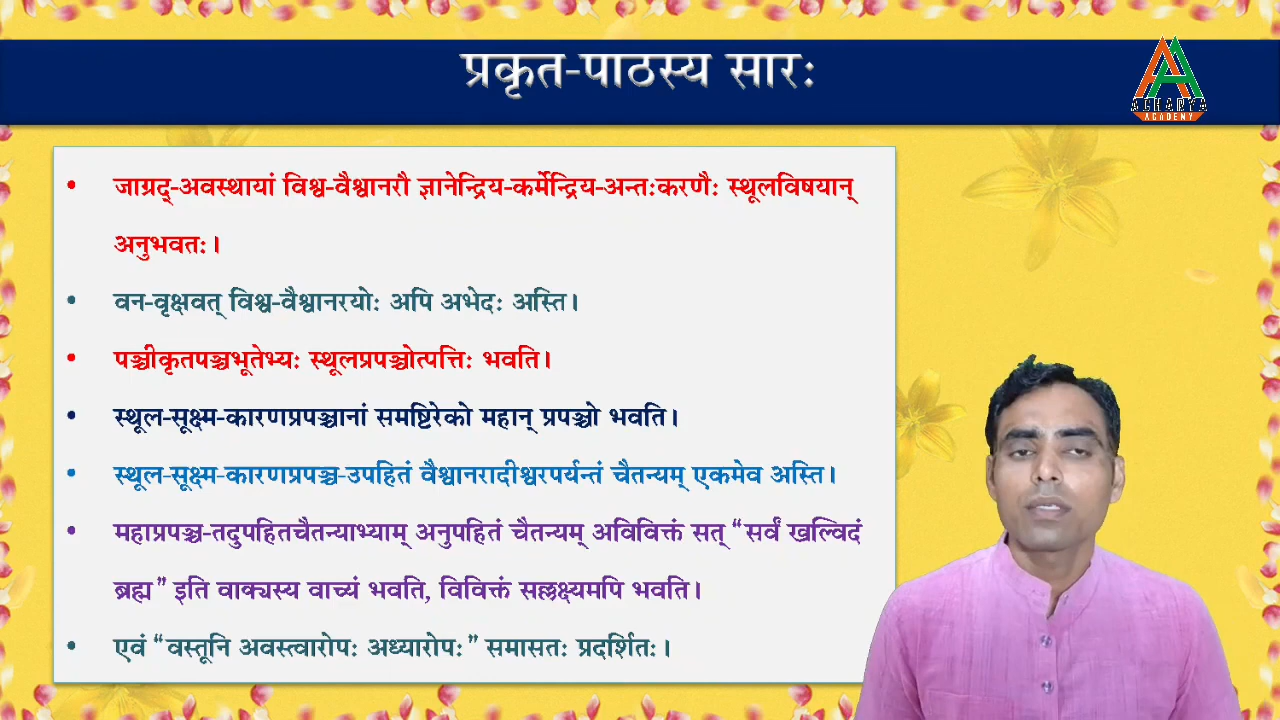 प्रकृत-पाठस्य सारः
ACHARYA
ACADEMY
• जाग्रद्-अवस्थायां विश्व-वैश्वानरौ ज्ञानेन्द्रिय-कर्मेन्द्रिय-अन्तःकरणैः स्थूलविषयान्
अनुभवतः।
• वन-वृक्षवत् विश्व-वैश्वानरयोः अपि अभेदः अस्ति।
• पञ्चीकृतपञ्चभूतेभ्यः स्थूलप्रपञ्चोत्पत्तिः भवति।
• स्थूल-सूक्ष्म-कारणप्रपञ्चानां समष्टिरेको महान् प्रपञ्चो भवति।
• स्थूल-सूक्ष्म-कारणप्रपञ्च-उपहितं वैश्वानरादीश्वरपर्यन्तं चैतन्यम् एकमेव अस्ति।
• महाप्रपञ्च-तदुपहितचैतन्याभ्याम् अनुपहितं चैतन्यम् अविविक्तं सत् “सर्वं खल्विदं
ब्रह्म” इति वाक्यस्य वाच्यं भवति, विविक्तं सल्लक्ष्यमपि भवति।
• एवं “वस्तूनि अवस्त्वारोपः अध्यारोपः” समासतः प्रदर्शितः।